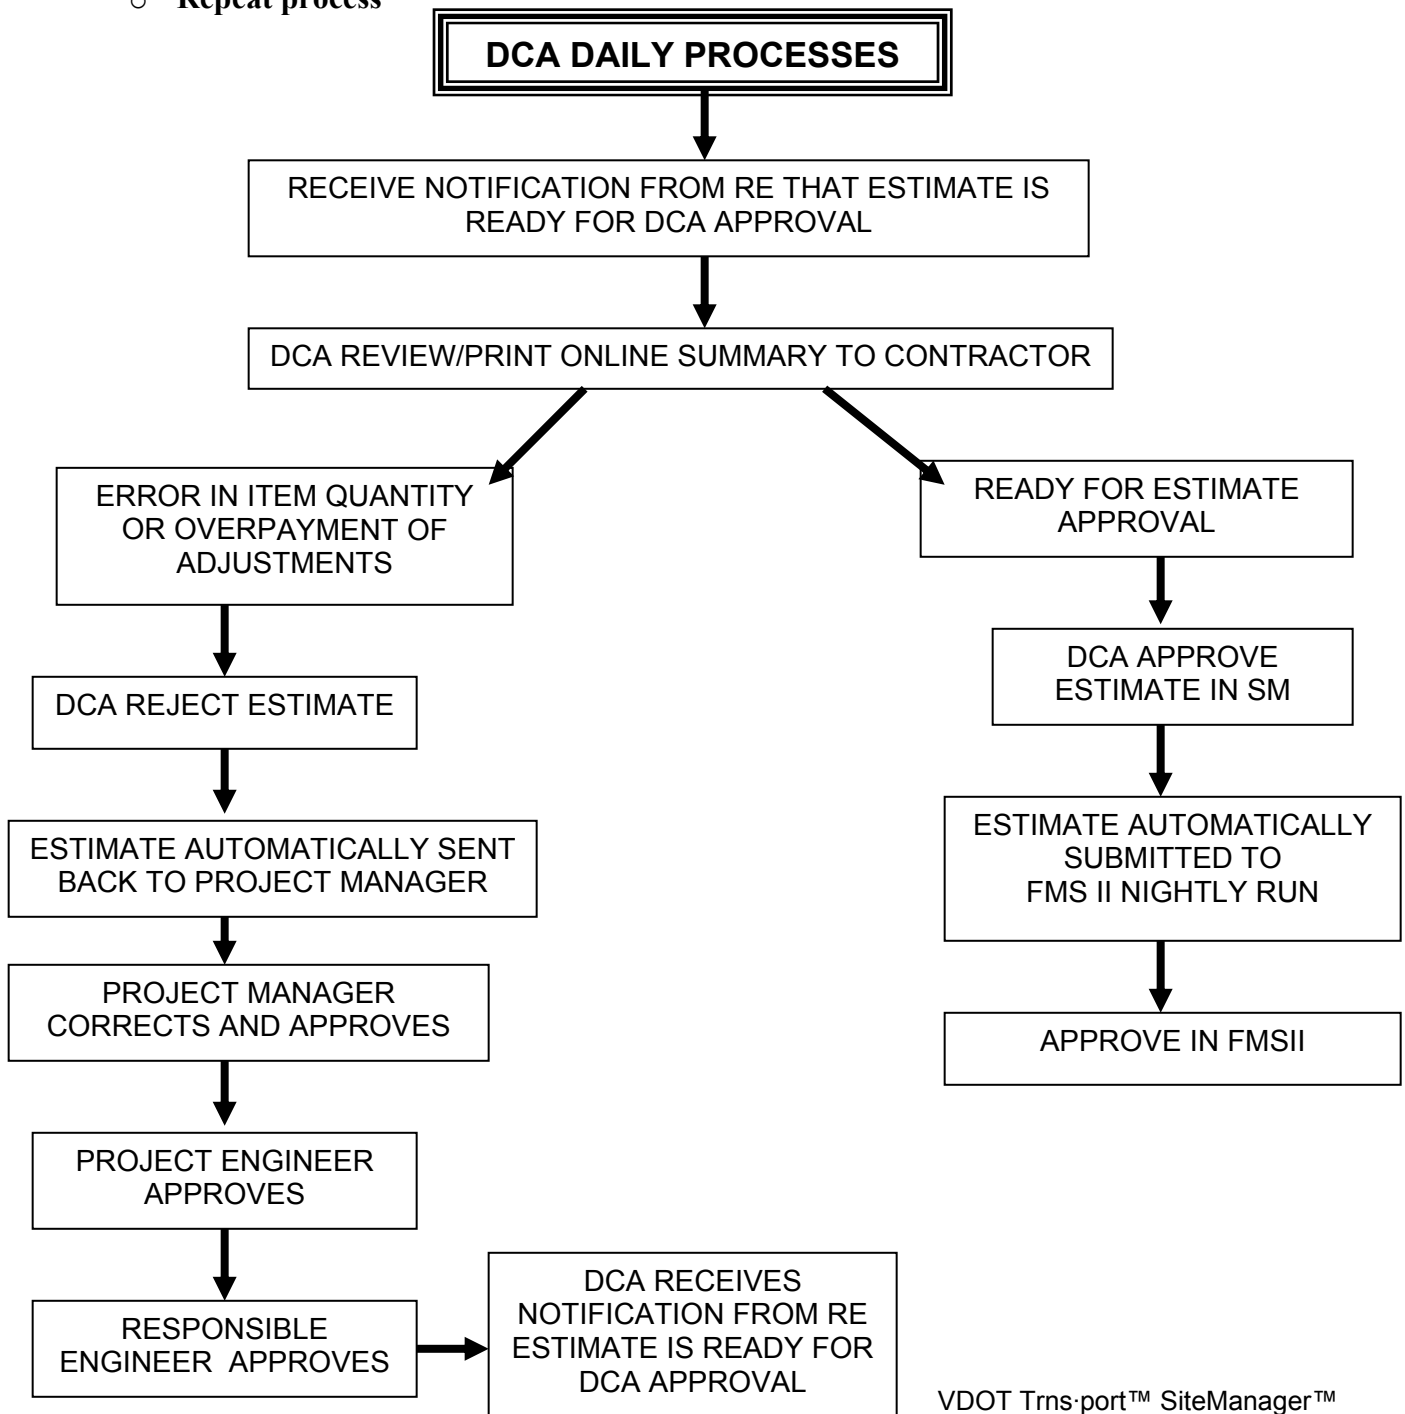 ○ Repeat process
DCA DAILY PROCESSES
RECEIVE NOTIFICATION FROM RE THAT ESTIMATE IS
READY FOR DCA APPROVAL
DCA REVIEW/PRINT ONLINE SUMMARY TO CONTRACTOR
ERROR IN ITEM QUANTITY
OR OVERPAYMENT OF
ADJUSTMENTS
DCA REJECT ESTIMATE
ESTIMATE AUTOMATICALLY SENT
BACK TO PROJECT MANAGER
PROJECT MANAGER
CORRECTS AND APPROVES
PROJECT ENGINEER
APPROVES
RESPONSIBLE
ENGINEER APPROVES
DCA RECEIVES
NOTIFICATION FROM RE
ESTIMATE IS READY FOR
DCA APPROVAL
READY FOR ESTIMATE
APPROVAL
DCA APPROVE
ESTIMATE IN SM
ESTIMATE AUTOMATICALLY
SUBMITTED TO
FMS II NIGHTLY RUN
APPROVE IN FMSII
VDOT Trns·port™ SiteManager™